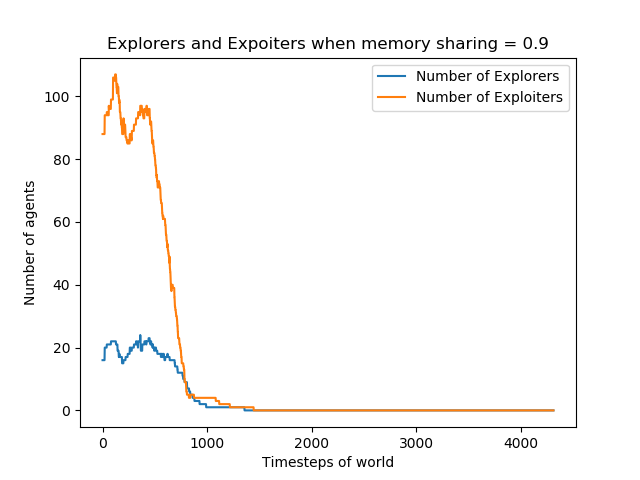 Explorers and Expoiters when memory sharing = 0.9
Number of Explorers
Number of Exploiters
Number of agents
100
80
60
40
20
0
0 1000 2000 3000 4000
Timesteps of world